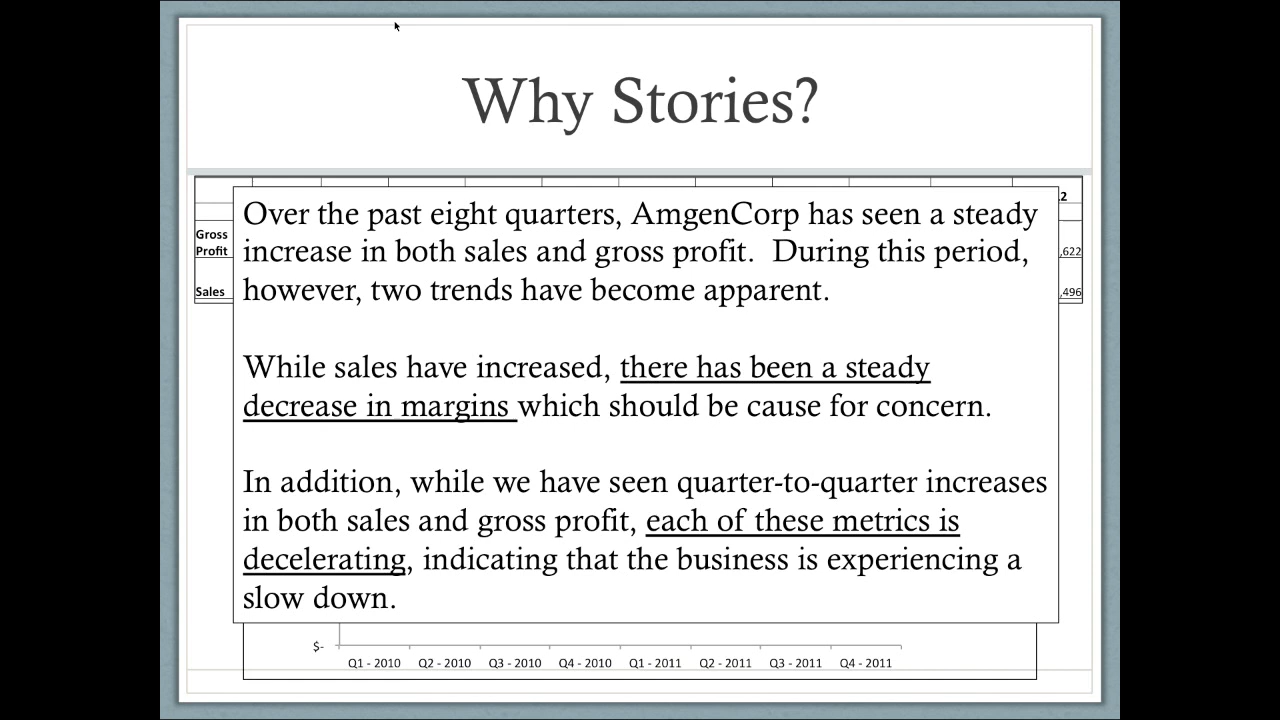 Why Stories?
.2
Gross
Profit
,622
Sales
,496
Over the past eight quarters, AmgenCorp has seen a steady
increase in both sales and gross profit.  During this period,
however, two trends have become apparent.
While sales have increased, there has been a steady
decrease in margins which should be cause for concern.
In addition, while we have seen quarter-to-quarter increases
in both sales and gross profit, each of these metrics is
decelerating, indicating that the business is experiencing a
slow down.
$-
Q1 - 2010 Q2 - 2010 Q3 - 2010 Q4 - 2010 Q1 - 2011 Q2 - 2011 Q3 - 2011 Q4 - 2011